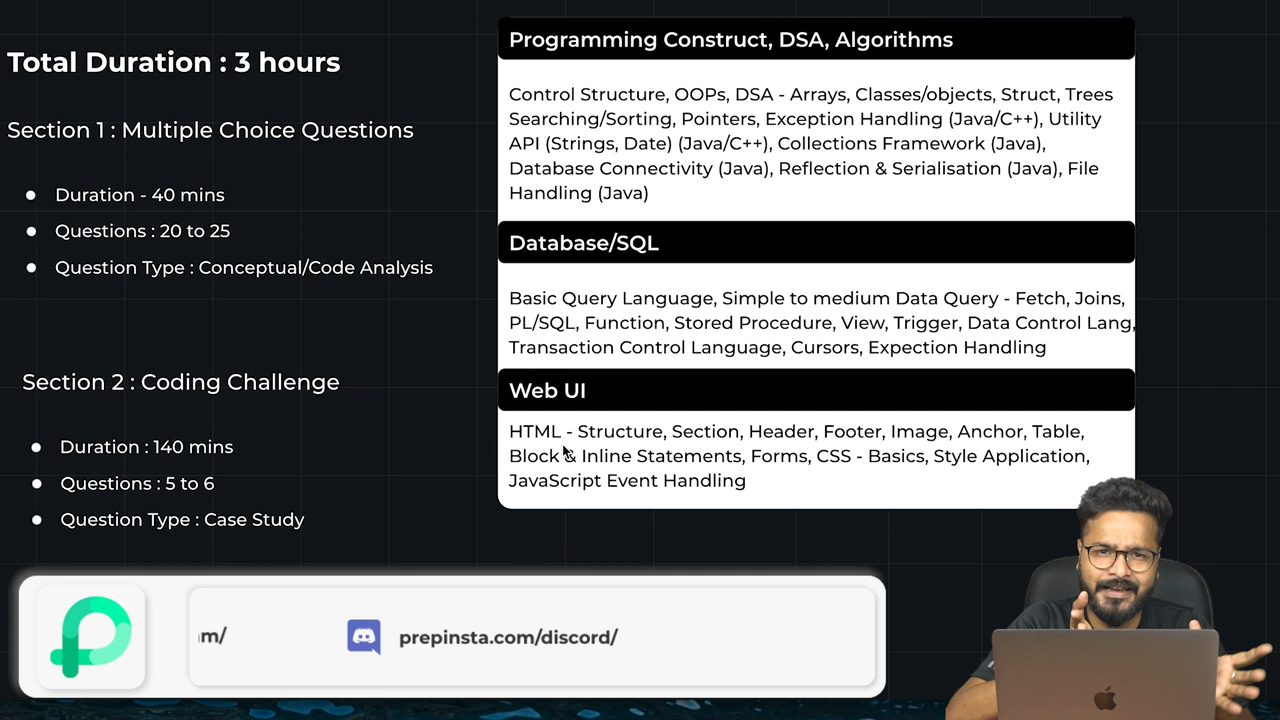 Total Duration : 3 hours
Section 1 : Multiple Choice Questions
Duration - 40 mins
Questions : 20 to 25
Question Type : Conceptual/Code Analysis
Section 2 : Coding Challenge
Duration : 140 mins
Questions : 5 to 6
Question Type : Case Study
Programming Construct, DSA, Algorithms
Control Structure, OOPs, DSA - Arrays, Classes/objects, Struct, Trees
Searching/Sorting, Pointers, Exception Handling (Java/C++), Utility
API (Strings, Date) (Java/C++), Collections Framework (Java),
Database Connectivity (Java), Reflection & Serialisation (Java), File
Handling (Java)
Database/SQL
Basic Query Language, Simple to medium Data Query - Fetch, Joins,
PL/SQL, Function, Stored Procedure, View, Trigger, Data Control Lang,
Transaction Control Language, Cursors, Expection Handling
Web UI
HTML - Structure, Section, Header, Footer, Image, Anchor, Table,
Block & Inline Statements, Forms, CSS - Basics, Style Application,
JavaScript Event Handling
m/
prepinsta.com/discord/